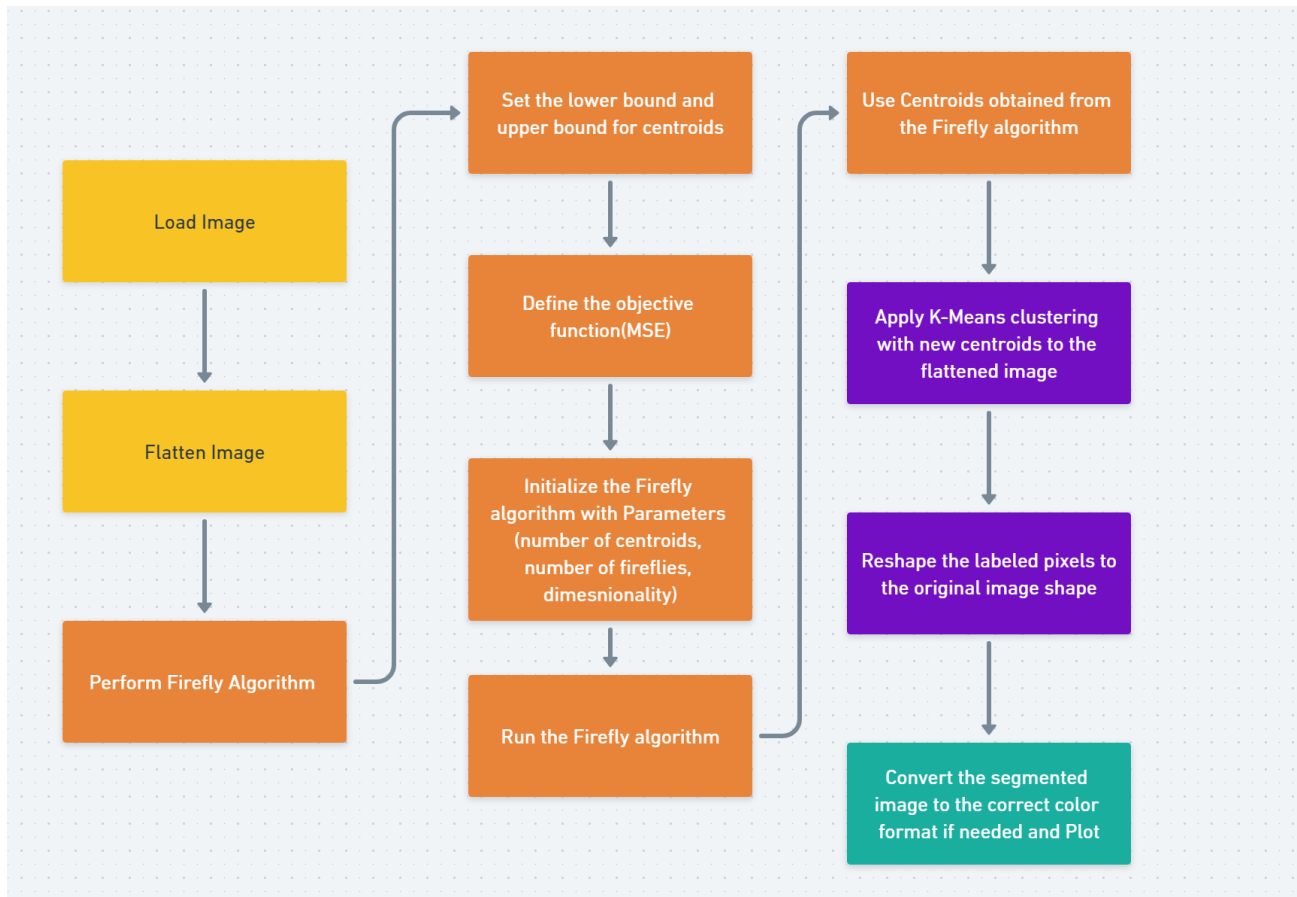 Load Image
Flatten Image
Perform Firefly Algorithm
Set the lower bound and
upper bound for centroids
Define the objective
function(MSE)
Initialize the Firefly
algorithm with Parameters
(number of centroids,
number of fireflies,
dimesnionality)
Run the Firefly algorithm
Use Centroids obtained from
the Firefly algorithm
Apply K-Means clustering
with new centroids to the
flattened image
Reshape the labeled pixels to
the original image shape
Convert the segmented
image to the correct color
format if needed and Plot